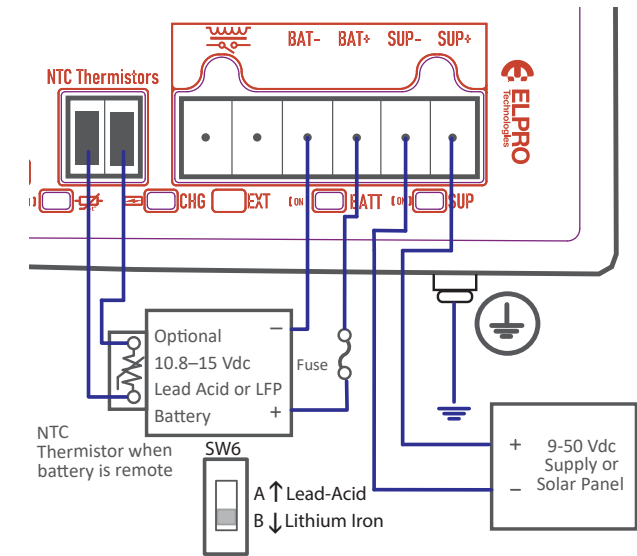 BAT- BAT+ SUP- SUP+
NTC Thermistors
ELPRO
Technologies
CHG EXT (ON) BATT (ON) SUP
Optional
10.8–15 Vdc
Lead Acid or LFP
Battery
− +
Fuse
NTC
Thermistor when
battery is remote
SW6
A ↑ Lead-Acid
B ↓ Lithium Iron
+ −
9-50 Vdc
Supply or
Solar Panel